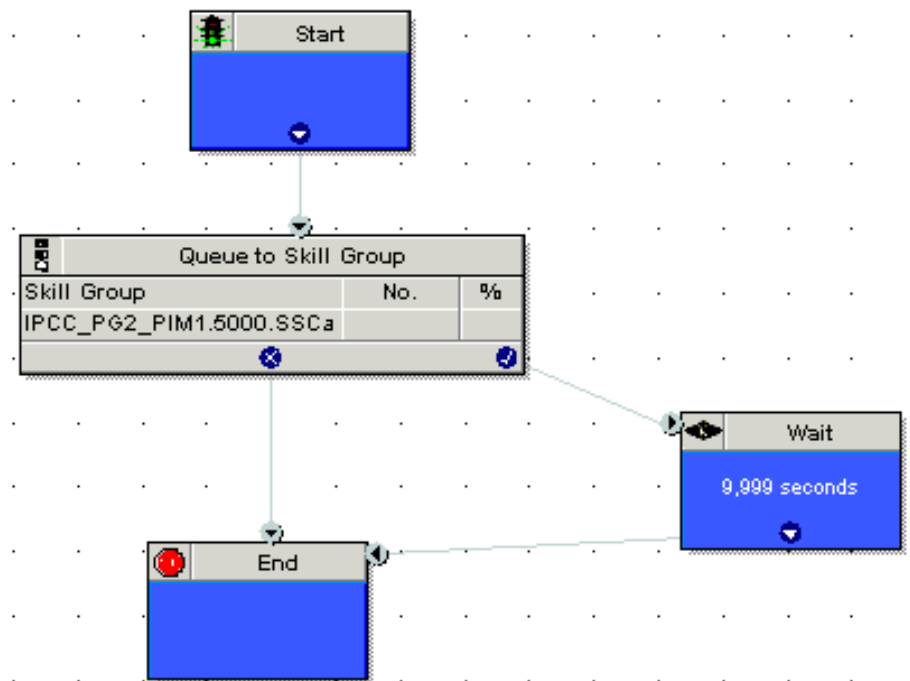 Start
Queue to Skill Group
Skill Group No. %
IPCC_PG2_PIM1.5000.SSCa
Wait
9,999 seconds
End